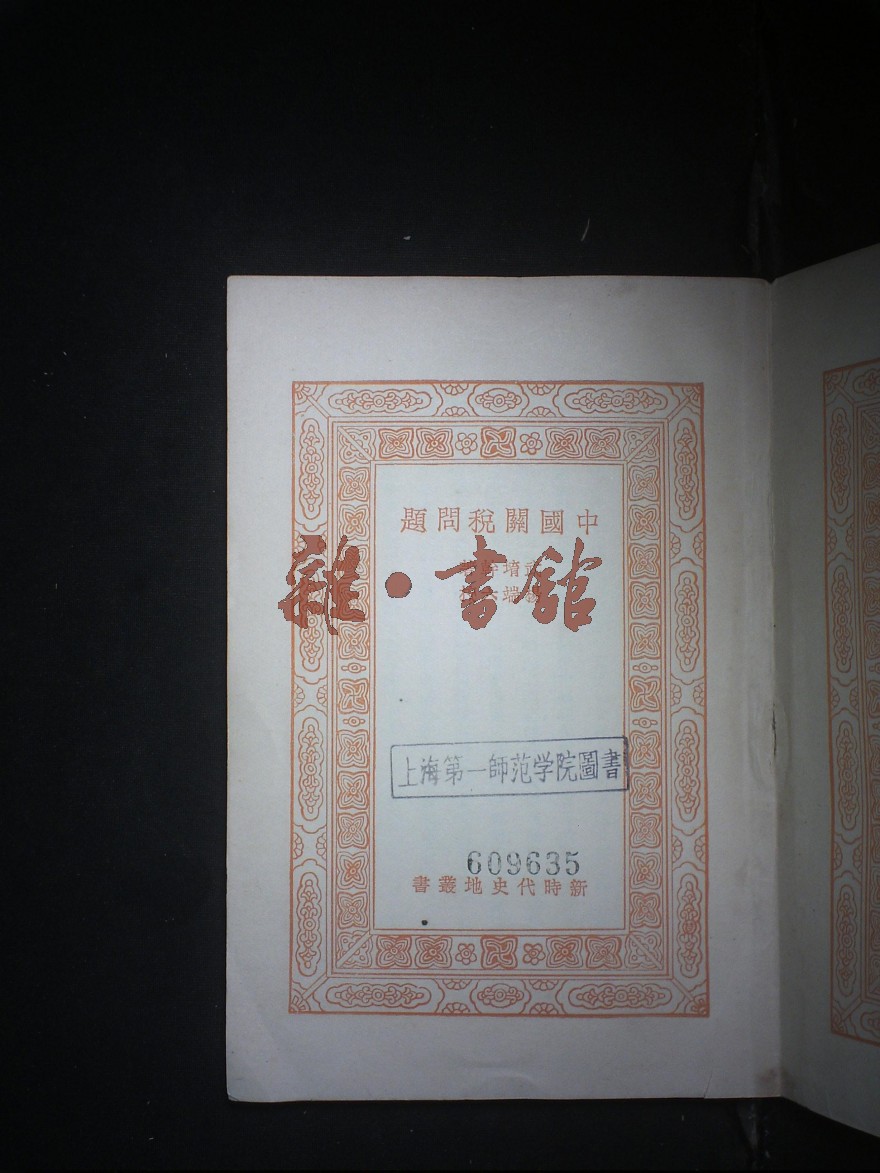 中國關稅問題
雜·書館
上海第一師范学院圖書
609635
新時代史地叢書